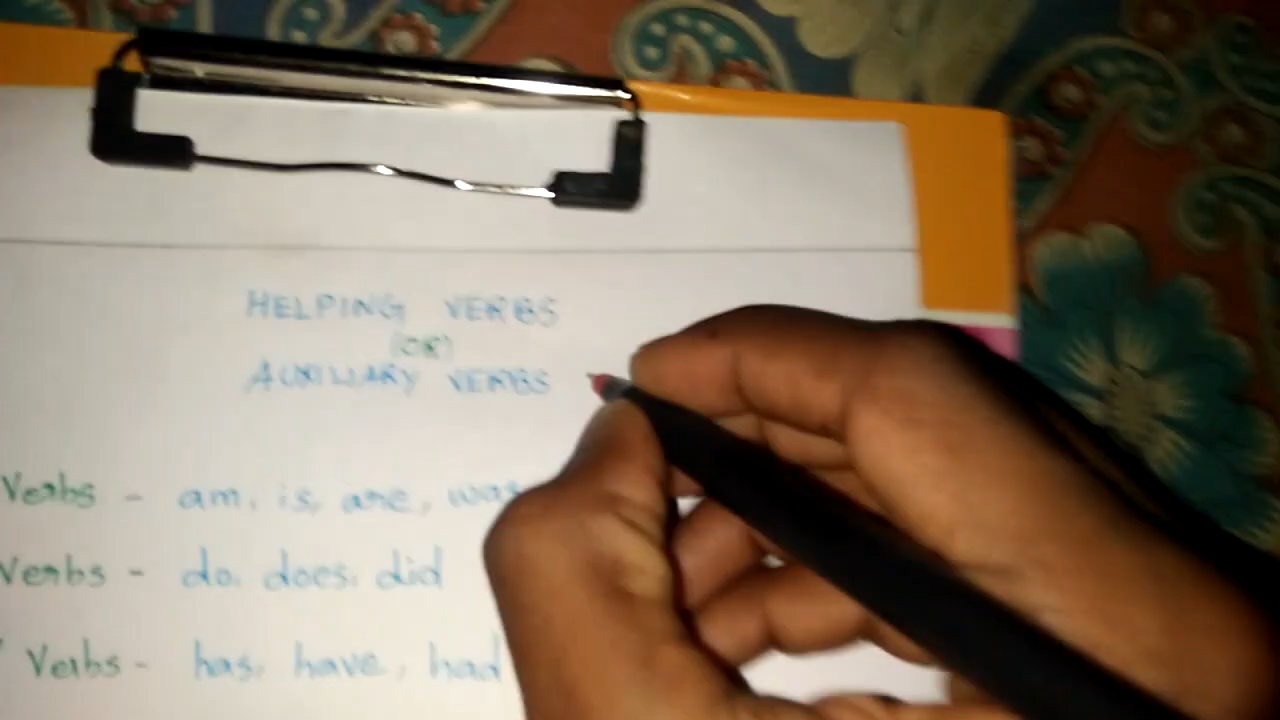 HELPING VERBS
(OR)
AUXILIARY VERBS
Verbs - am, is, are, was
Verbs - do, does, did
Verbs - has, have, had